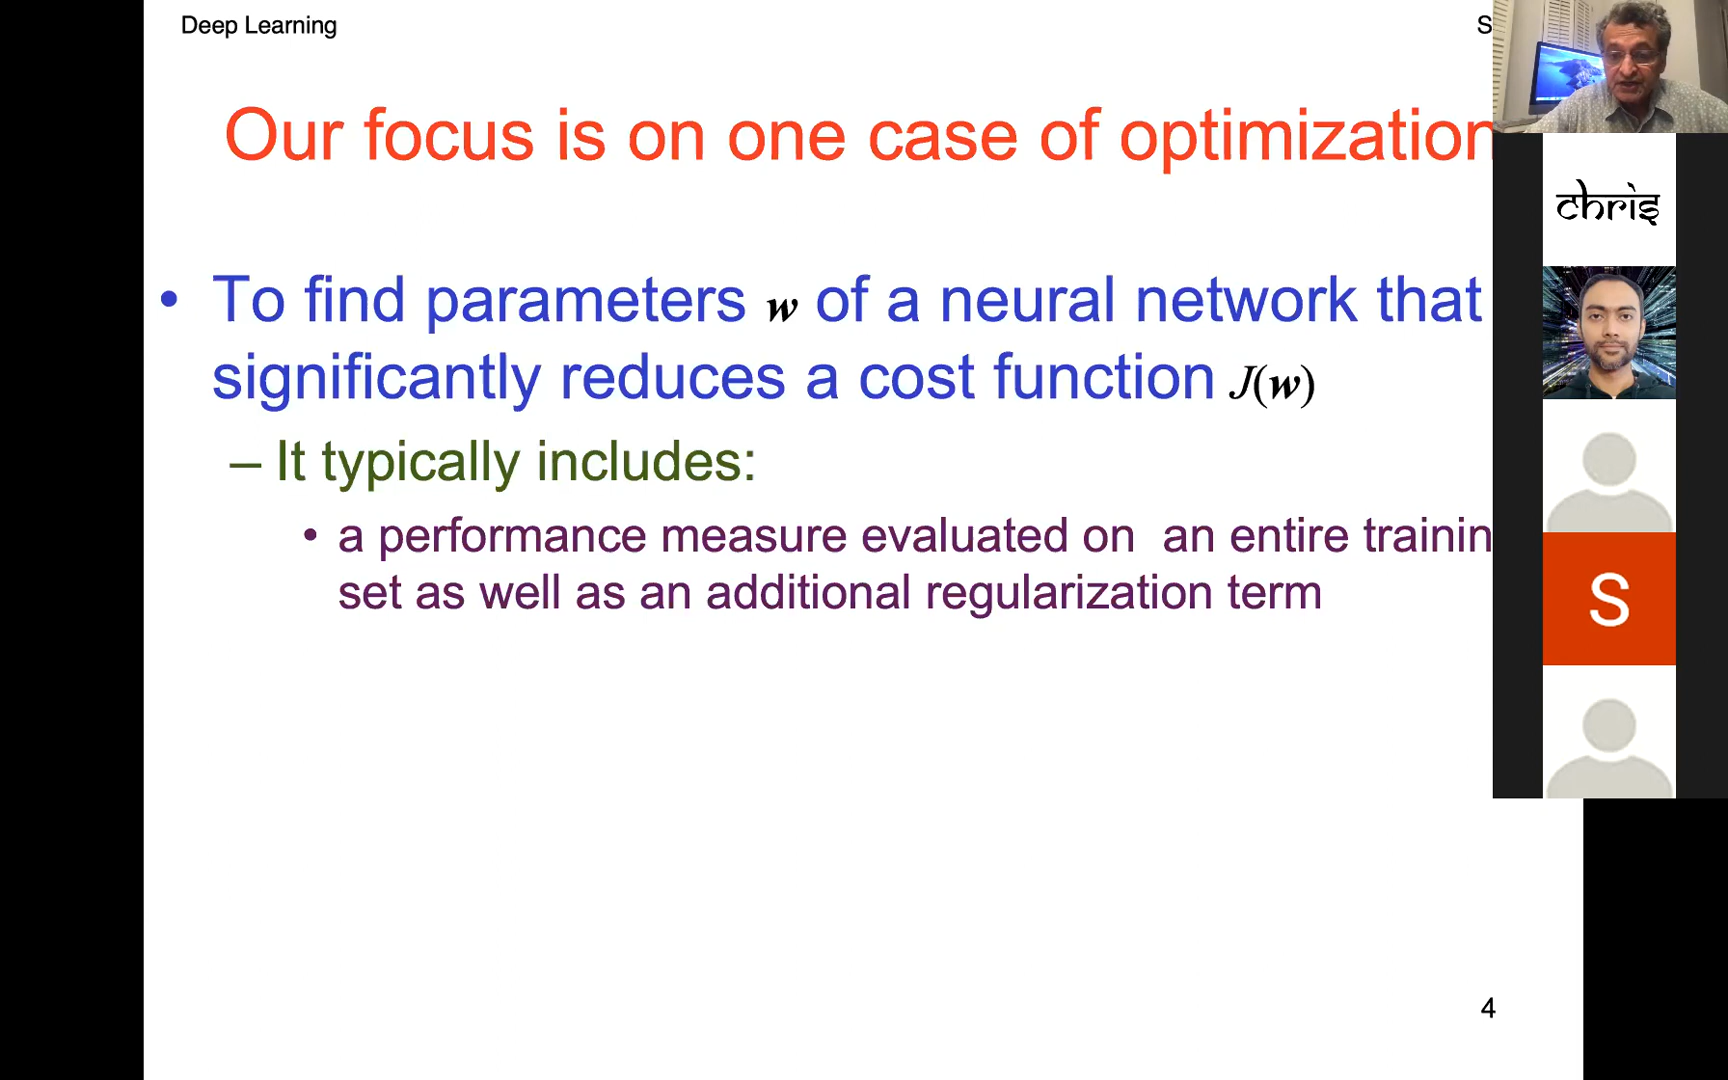 Deep Learning
Our focus is on one case of optimization
• To find parameters w of a neural network that
significantly reduces a cost function J(w)
– It typically includes:
• a performance measure evaluated on an entire trainin
set as well as an additional regularization term
4
chris
S